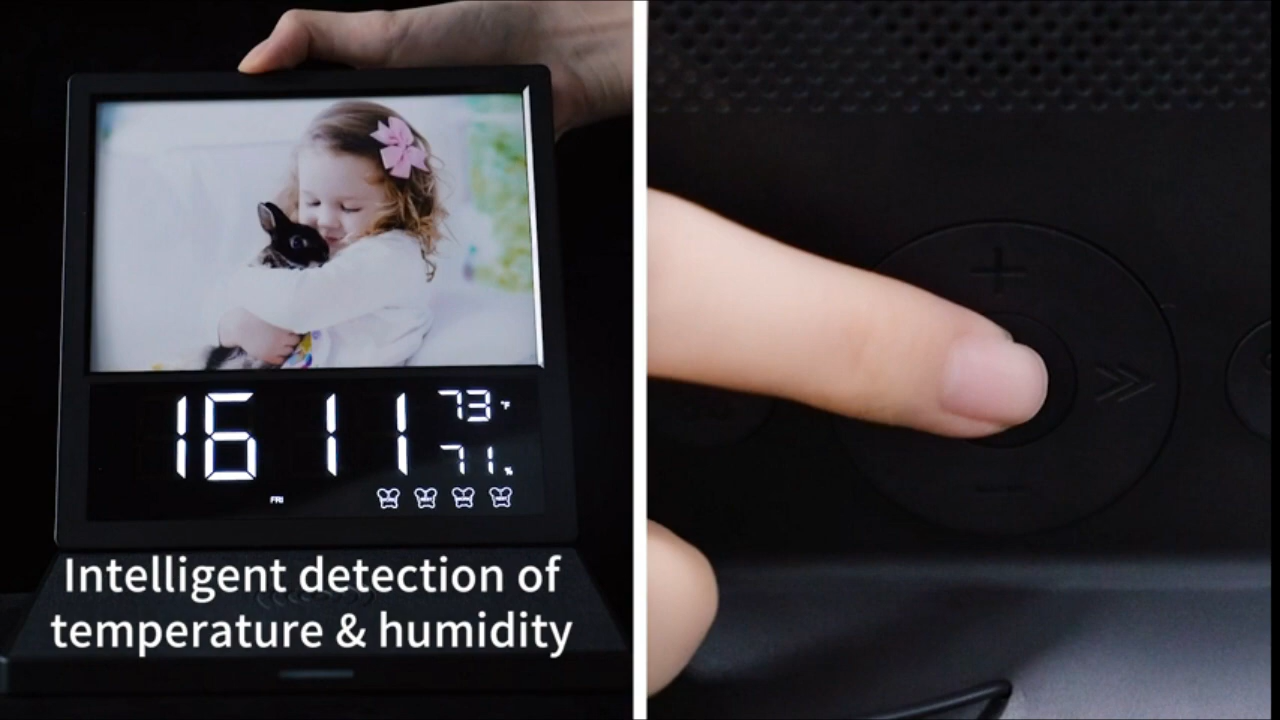 16 11
73 °F
71 %
FRI
Intelligent detection of
temperature & humidity
+